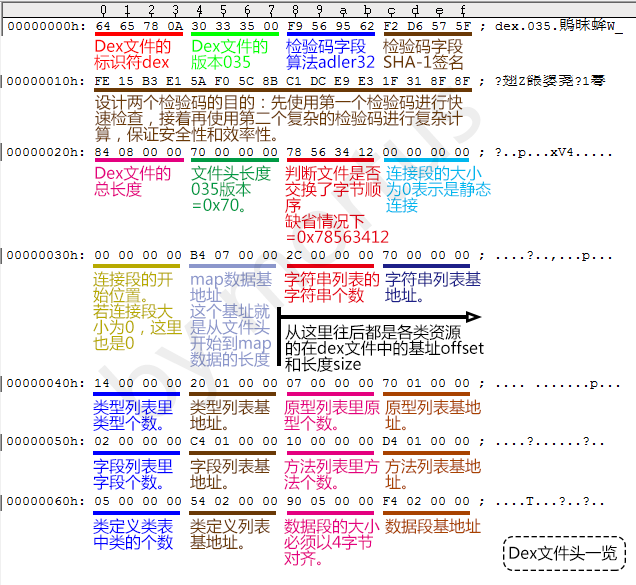 0 1 2 3 4 5 6 7 8 9 a b c d e f
00000000h: 64 65 78 0A 30 33 35 00 F9 56 95 62 F2 D6 57 5F ; dex.035.鵙昩蛑W_
Dex文件的 Dex文件的 检验码字段 检验码字段
标识符dex 版本035 算法adler32 SHA-1签名
00000010h: FE 15 B3 E1 5A F0 5C 8B C1 DC E9 E3 1F 31 8F 8F
设计两个检验码的目的：先使用第一个检验码进行快
速检查，接着再使用第二个复杂的检验码进行复杂计
算，保证安全性和效率性。
00000020h: 84 08 00 00 70 00 00 00 78 56 34 12 00 00 00 00 ; ?..p...xV4.....
Dex文件的 文件头长度 判断文件是否 连接段的大小
总长度 035版本 交换了字节顺 为0表示是静态
=0x70。 序 连接
缺省情况下
=0x78563412
00000030h: 00 00 00 00 B4 07 00 00 2C 00 00 00 70 00 00 00 ; ....?..,...p...
连接段的开 map数据基 字符串列表的 字符串列表基
始位置。 地址 字符串个数 地址。
若连接段大 这个基址就
小为0，这里 是从文件头
也是0 开始到map
数据的长度
从这里往后都是各类资源
的在dex文件中的基址offset
和长度size
00000040h: 14 00 00 00 20 01 00 00 07 00 00 00 70 01 00 00 ; .... .......p...
类型列表里 类型列表基 原型列表里原 原型列表基地
类型个数。 地址。 型个数。 址。
00000050h: 02 00 00 00 C4 01 00 00 10 00 00 00 D4 01 00 00 ; ....?......?..
字段列表里 字段列表基 方法列表里方 方法列表基地
字段个数。 地址。 法个数。 址。
00000060h: 05 00 00 00 54 02 00 00 90 05 00 00 F4 02 00 00 ; ....T...?..?..
类定义类表 类定义列表 数据段的大小 数据段基地址
中类的个数 基地址。 必须以4字节
对齐。
Dex文件头一览